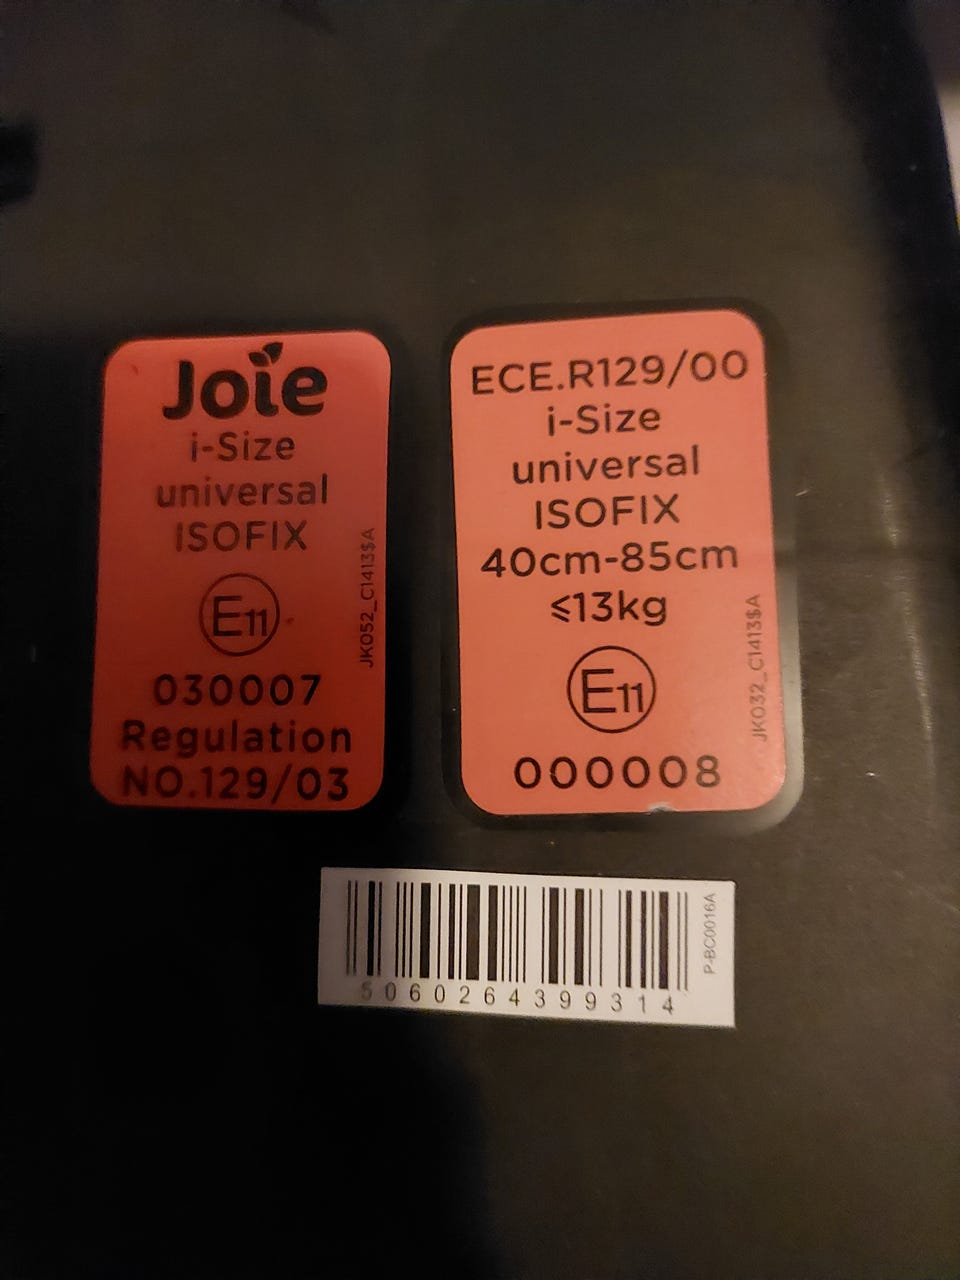 Joie
i-Size
universal
ISOFIX
E11
030007
Regulation
NO.129/03
JK052_C1413$A
ECE.R129/00
i-Size
universal
ISOFIX
40cm-85cm
≤13kg
E11
000008
JK032_C1413$A
5060264399314
P-BC0016A